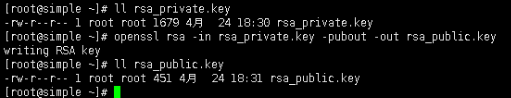 [root@simple ~]# ll rsa_private.key
-rw-r--r-- 1 root root 1679 4月  24 18:30 rsa_private.key
[root@simple ~]# openssl rsa -in rsa_private.key -pubout -out rsa_public.key
writing RSA key
[root@simple ~]# ll rsa_public.key
-rw-r--r-- 1 root root 451 4月  24 18:31 rsa_public.key
[root@simple ~]#